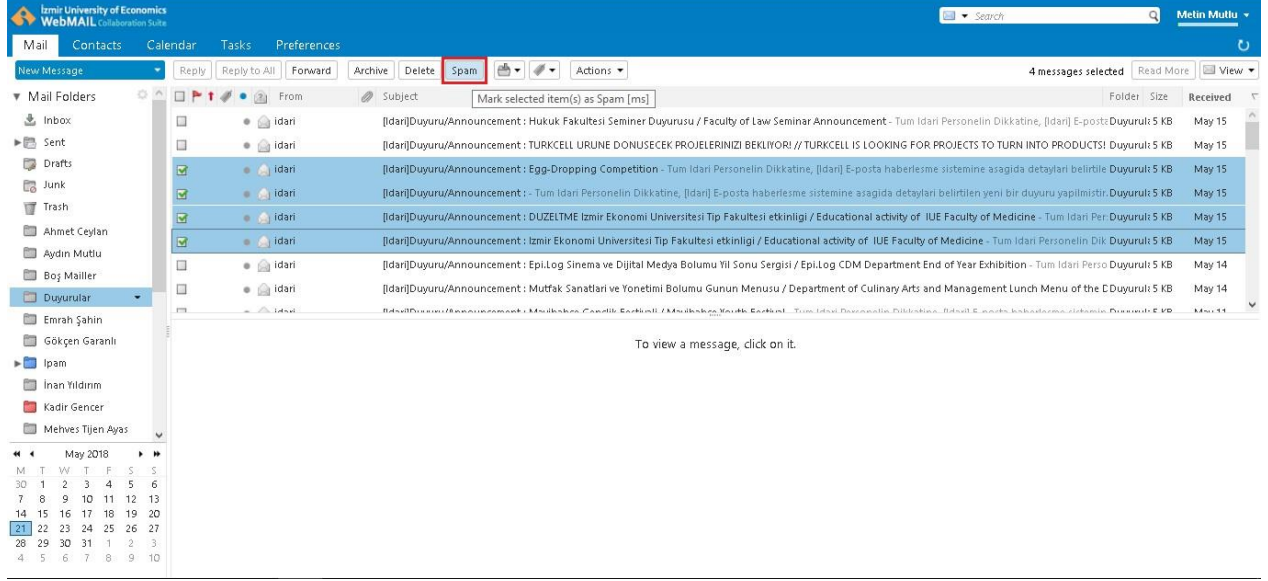 Izmir University of Economics
WebMAIL Collaboration Suite
Search
Metin Mutlu
Mail Contacts Calendar Tasks Preferences
New Message Reply Reply to All Forward Archive Delete Spam Actions 4 messages selected Read More View
Mail Folders
From Subject Folder Size Received
Mark selected item(s) as Spam [ms]
Inbox
Sent
Drafts
Junk
Trash
Ahmet Ceylan
Aydın Mutlu
Boş Mailler
Duyurular
Emrah Şahin
Gökçen Garanlı
Ipam
İnan Yıldırım
Kadir Gencer
Mehves Tijen Ayas
idari [Idari]Duyuru/Announcement : Hukuk Fakultesi Seminer Duyurusu / Faculty of Law Seminar Announcement - Tum Idari Personelin Dikkatine, [Idari] E-posta Duyurula 5 KB May 15
idari [Idari]Duyuru/Announcement : TURKCELL URUNE DONUSECEK PROJELERINIZI BEKLIYOR! // TURKCELL IS LOOKING FOR PROJECTS TO TURN INTO PRODUCTS! Duyurula 5 KB May 15
idari [Idari]Duyuru/Announcement : Egg-Dropping Competition - Tum Idari Personelin Dikkatine, [Idari] E-posta haberlesme sistemine asagida detaylari belirtile Duyurula 5 KB May 15
idari [Idari]Duyuru/Announcement : - Tum Idari Personelin Dikkatine, [Idari] E-posta haberlesme sistemine asagida detaylari belirtilen yeni bir duyuru yapilmistir. Duyurula 5 KB May 15
idari [Idari]Duyuru/Announcement : DUZELTME Izmir Ekonomi Universitesi Tip Fakultesi etkinligi / Educational activity of IUE Faculty of Medicine - Tum Idari Per Duyurula 5 KB May 15
idari [Idari]Duyuru/Announcement : Izmir Ekonomi Universitesi Tip Fakultesi etkinligi / Educational activity of IUE Faculty of Medicine - Tum Idari Personelin Dik Duyurula 5 KB May 15
idari [Idari]Duyuru/Announcement : Epi.Log Sinema ve Dijital Medya Bolumu Yil Sonu Sergisi / Epi.Log CDM Department End of Year Exhibition - Tum Idari Perso Duyurula 5 KB May 14
idari [Idari]Duyuru/Announcement : Mutfak Sanatlari ve Yonetimi Bolumu Gunun Menusu / Department of Culinary Arts and Management Lunch Menu of the D Duyurula 5 KB May 14
To view a message, click on it.
May 2018
M T W T F S S
30 1 2 3 4 5 6
7 8 9 10 11 12 13
14 15 16 17 18 19 20
21 22 23 24 25 26 27
28 29 30 31 1 2 3
4 5 6 7 8 9 10